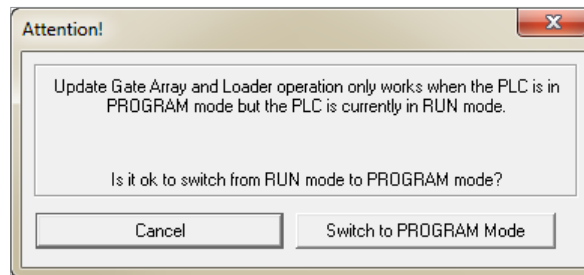 Attention!
Update Gate Array and Loader operation only works when the PLC is in
PROGRAM mode but the PLC is currently in RUN mode.
Is it ok to switch from RUN mode to PROGRAM mode?
Cancel
Switch to PROGRAM Mode